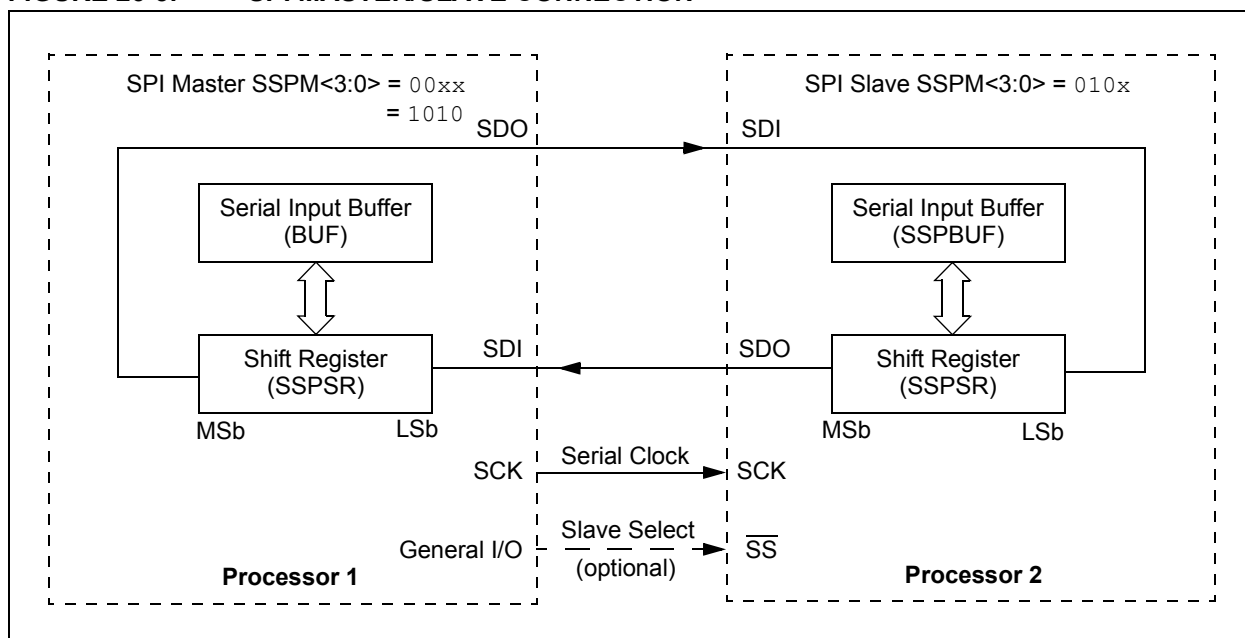 SPI Master SSPM<3:0> = 00xx
= 1010
SDO
Serial Input Buffer
(BUF)
Shift Register
(SSPSR)
MSb
LSb
SDI
SCK
General I/O
Processor 1
Serial Clock
Slave Select
(optional)
SPI Slave SSPM<3:0> = 010x
SDI
Serial Input Buffer
(SSPBUF)
SDO
Shift Register
(SSPSR)
MSb
LSb
SCK
SS
Processor 2